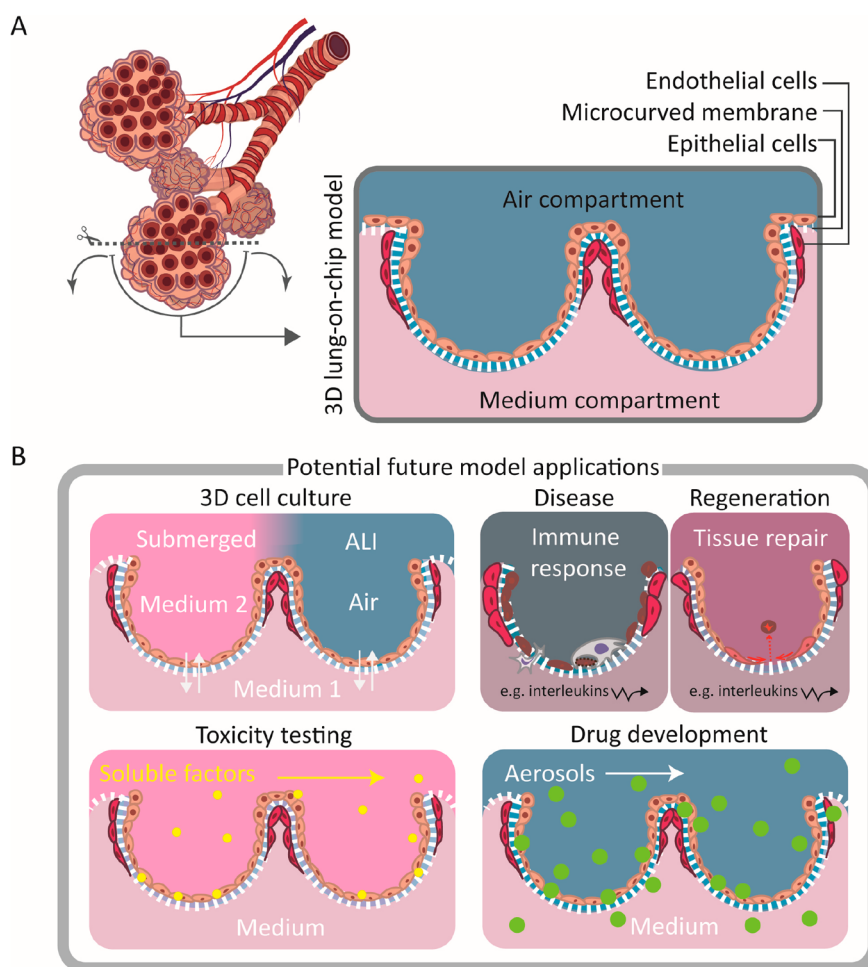 A
Endothelial cells
Microcurved membrane
Epithelial cells
3D lung-on-chip model
Air compartment
Medium compartment
B
Potential future model applications
3D cell culture
Submerged
ALI
Medium 2
Air
Medium 1
Disease
Immune
response
e.g. interleukins
Regeneration
Tissue repair
e.g. interleukins
Toxicity testing
Soluble factors
Medium
Drug development
Aerosols
Medium